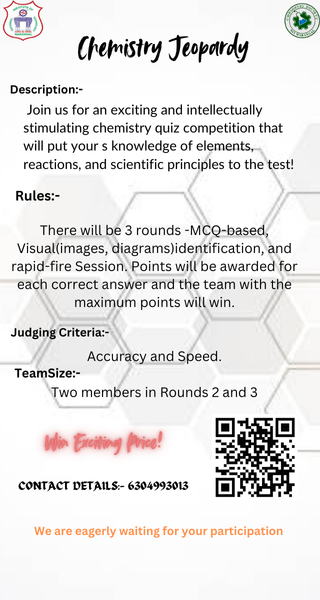 Chemistry Jeopardy
Description:-
Join us for an exciting and intellectually
stimulating chemistry quiz competition that
will put your s knowledge of elements,
reactions, and scientific principles to the test!
Rules:-
There will be 3 rounds -MCQ-based,
Visual(images, diagrams)identification, and
rapid-fire Session. Points will be awarded for
each correct answer and the team with the
maximum points will win.
Judging Criteria:-
Accuracy and Speed.
TeamSize:-
Two members in Rounds 2 and 3
Win Exciting Price!
CONTACT DETAILS:- 6304993013
We are eagerly waiting for your participation